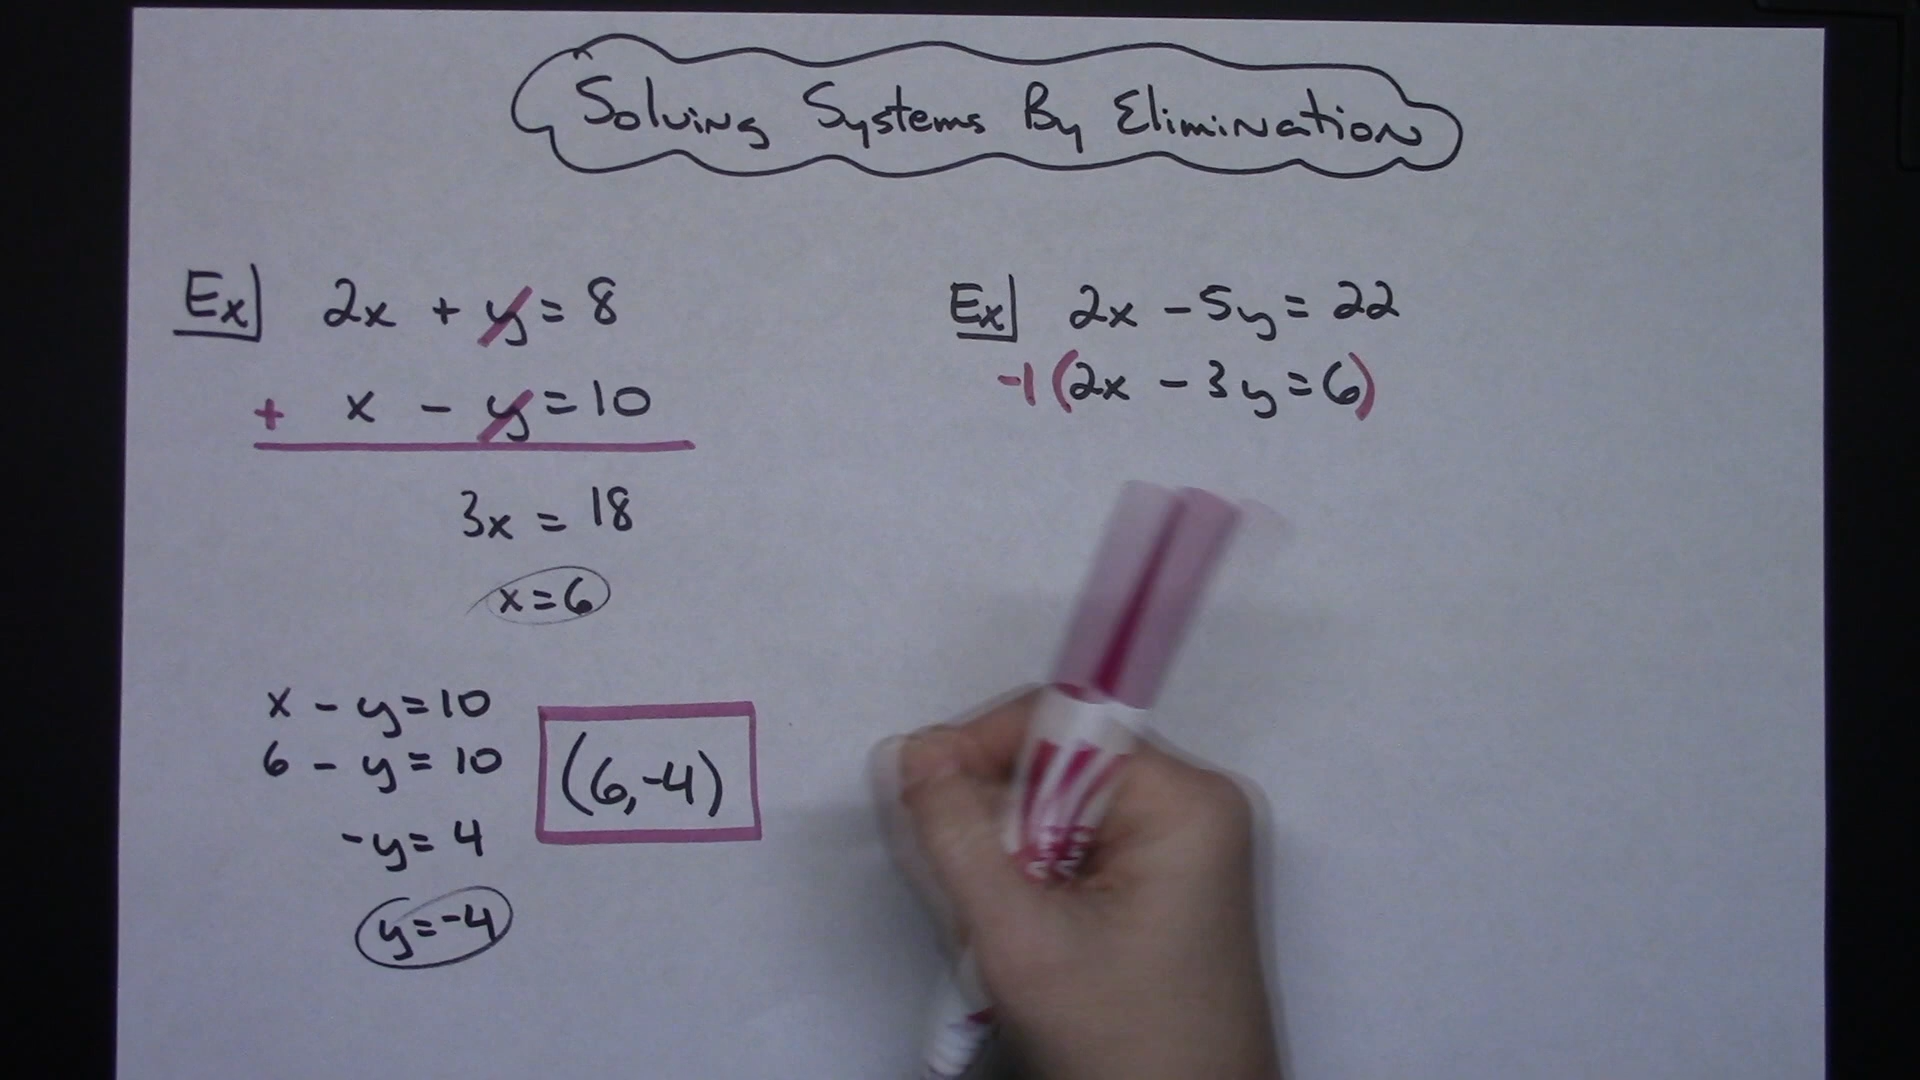 Solving Systems By Elimination
Ex] 2x + y = 8
+ x - y = 10
3x = 18
x = 6
x - y = 10
6 - y = 10
-y = 4
y = -4
(6, -4)
Ex] 2x - 5y = 22
-1(2x - 3y = 6)